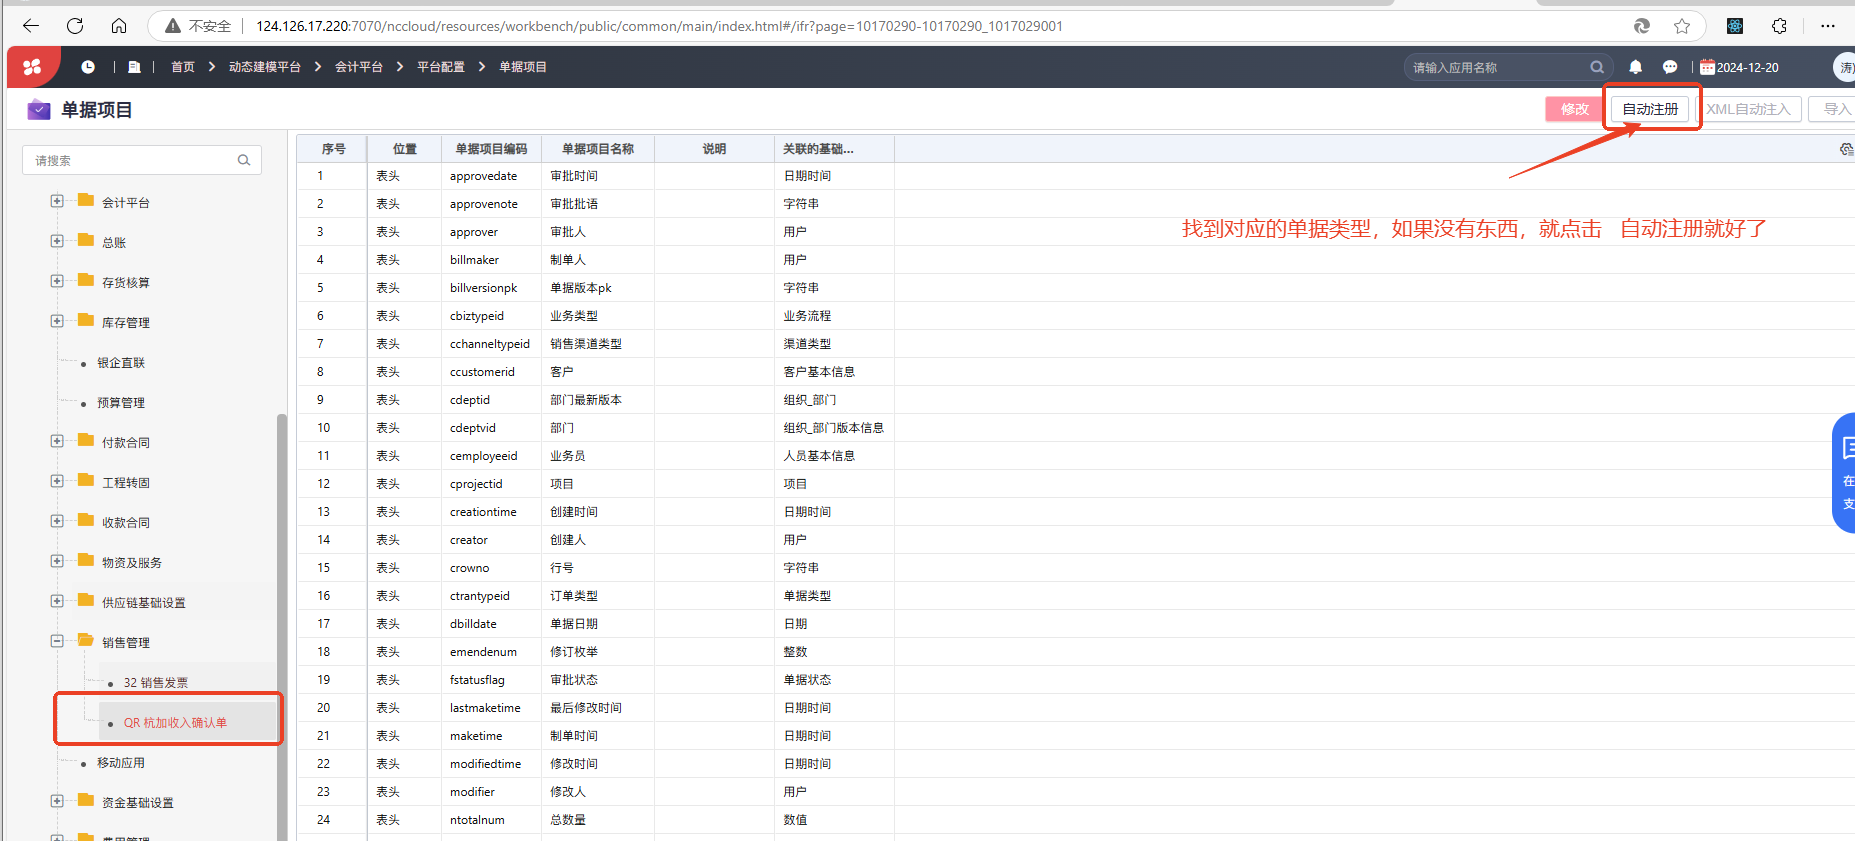 不安全 124.126.17.220:7070/nccloud/resources/workbench/public/common/main/index.html#/ifr?page=10170290-10170290_1017029001
首页 动态建模平台 会计平台 平台配置 单据项目 请输入应用名称 2024-12-20 涛
单据项目 修改 自动注册 XML自动注入 导入
请搜索
会计平台
总账
存货核算
库存管理
银企直联
预算管理
付款合同
工程转固
收款合同
物资及服务
供应链基础设置
销售管理
32 销售发票
QR 杭加收入确认单
移动应用
资金基础设置
费用管理
序号 位置 单据项目编码 单据项目名称 说明 关联的基础...
1 表头 approvedate 审批时间 日期时间
2 表头 approvenote 审批批语 字符串
3 表头 approver 审批人 用户
4 表头 billmaker 制单人 用户
5 表头 billversionpk 单据版本pk 字符串
6 表头 cbiztypeid 业务类型 业务流程
7 表头 cchanneltypeid 销售渠道类型 渠道类型
8 表头 ccustomerid 客户 客户基本信息
9 表头 cdeptid 部门最新版本 组织_部门
10 表头 cdeptvid 部门 组织_部门版本信息
11 表头 cemployeeid 业务员 人员基本信息
12 表头 cprojectid 项目 项目
13 表头 creationtime 创建时间 日期时间
14 表头 creator 创建人 用户
15 表头 crowno 行号 字符串
16 表头 ctrantypeid 订单类型 单据类型
17 表头 dbilldate 单据日期 日期
18 表头 emendenum 修订枚举 整数
19 表头 fstatusflag 审批状态 单据状态
20 表头 lastmaketime 最后修改时间 日期时间
21 表头 maketime 制单时间 日期时间
22 表头 modifiedtime 修改时间 日期时间
23 表头 modifier 修改人 用户
24 表头 ntotalnum 总数量 数值
找到对应的单据类型，如果没有东西，就点击 自动注册就好了
在
支